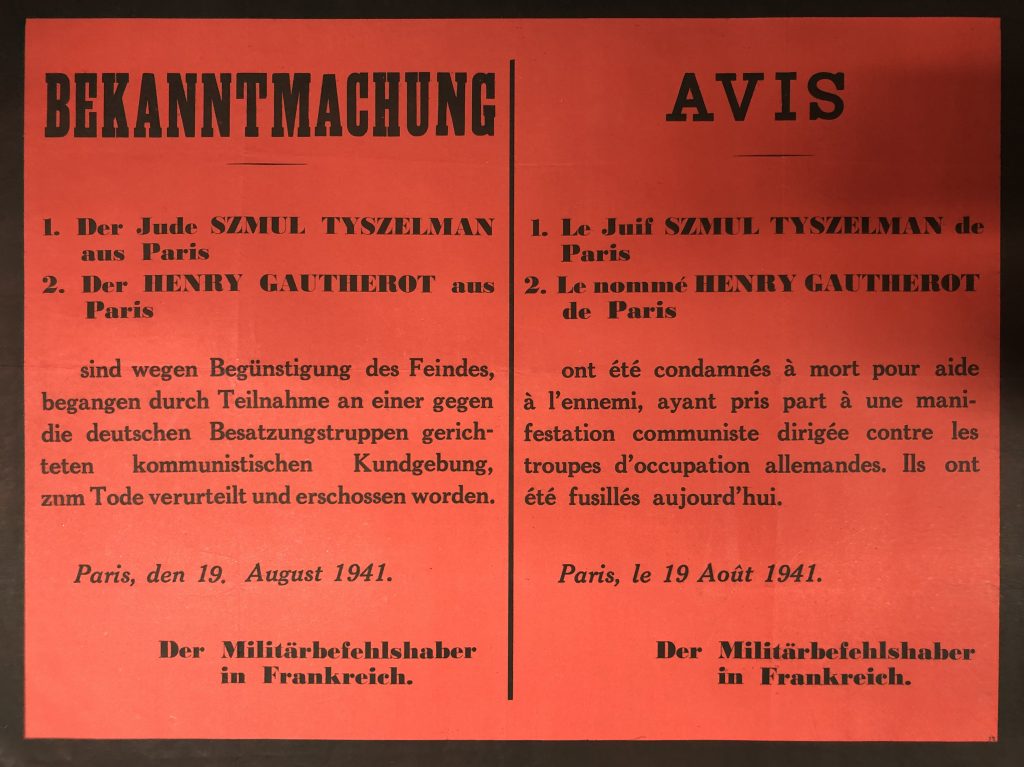 BEKANNTMACHUNG
1. Der Jude SZMUL TYSZELMAN
aus Paris
2. Der HENRY GAUTHEROT aus
Paris
sind wegen Begünstigung des Feindes,
begangen durch Teilnahme an einer gegen
die deutschen Besatzungstruppen gerich-
teten kommunistischen Kundgebung,
znm Tode verurteilt und erschossen worden.
Paris, den 19. August 1941.
Der Militärbefehlshaber
in Frankreich.
AVIS
1. Le Juif SZMUL TYSZELMAN de
Paris
2. Le nommé HENRY GAUTHEROT
de Paris
ont été condamnés à mort pour aide
à l'ennemi, ayant pris part à une mani-
festation communiste dirigée contre les
troupes d'occupation allemandes. Ils ont
été fusillés aujourd'hui.
Paris, le 19 Août 1941.
Der Militärbefehlshaber
in Frankreich.